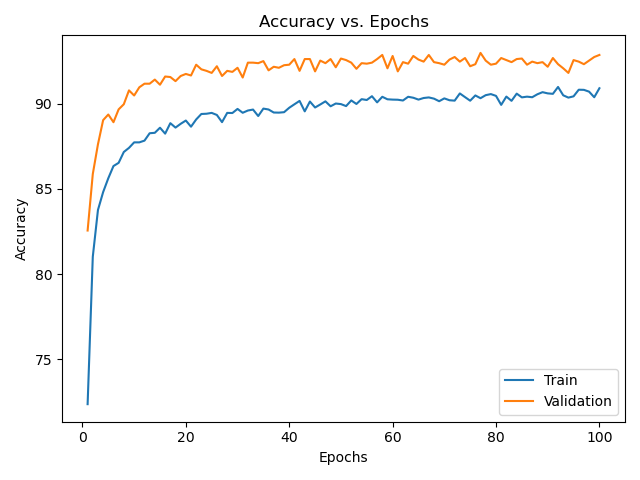 Accuracy vs. Epochs
90
85
80
75
Accuracy
0 20 40 60 80 100
Epochs
Train
Validation